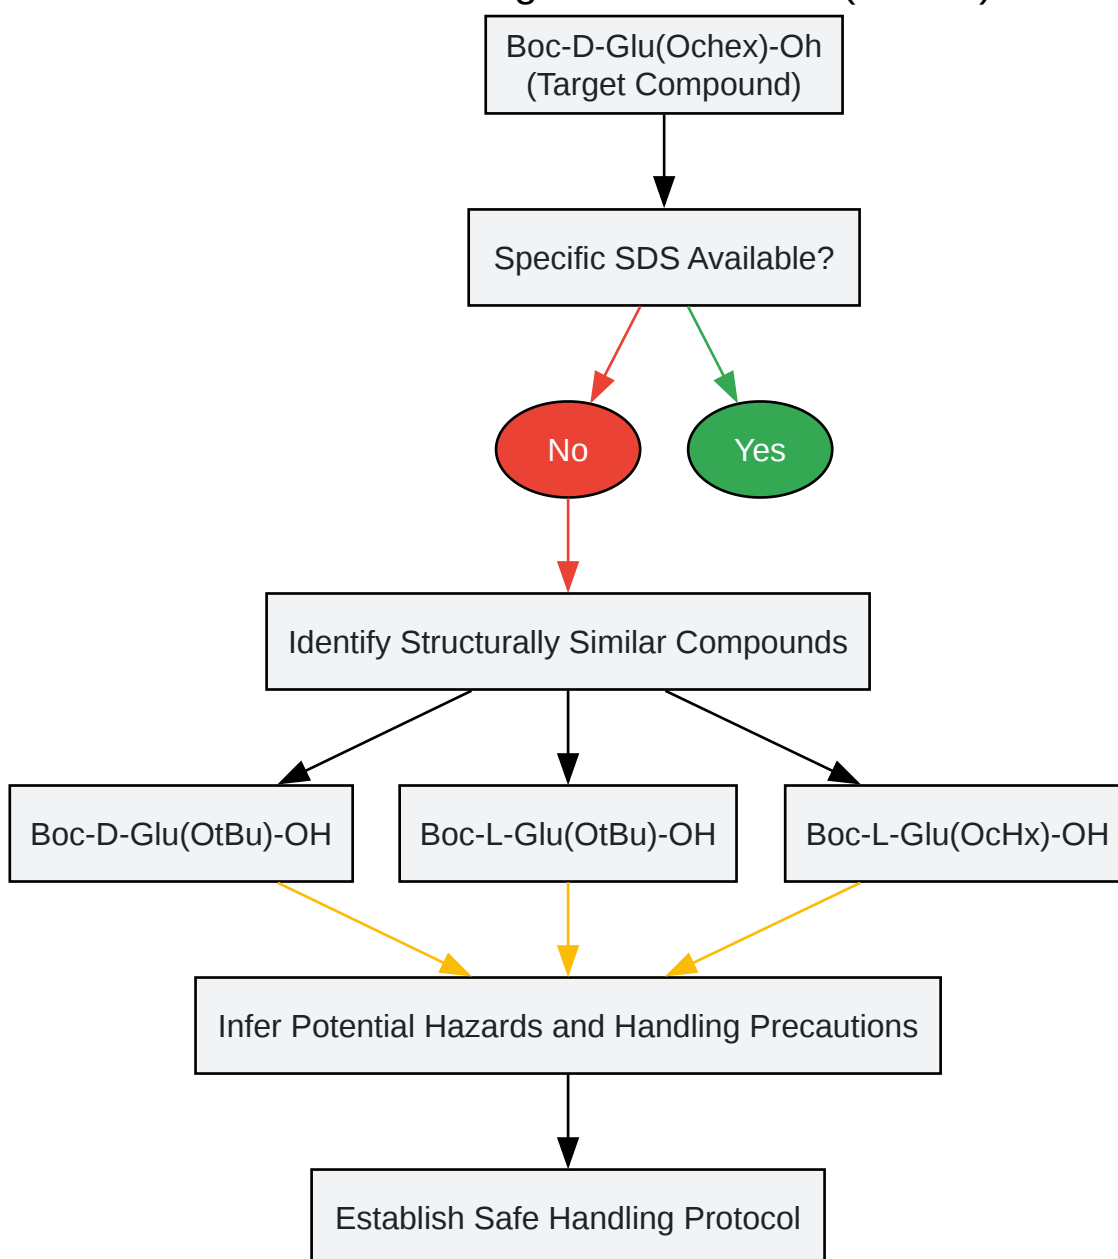 Boc-D-Glu(Ochex)-Oh
(Target Compound)
Specific SDS Available?
No
Yes
Identify Structurally Similar Compounds
Boc-D-Glu(OtBu)-OH
Boc-L-Glu(OtBu)-OH
Boc-L-Glu(OcHx)-OH
Infer Potential Hazards and Handling Precautions
Establish Safe Handling Protocol